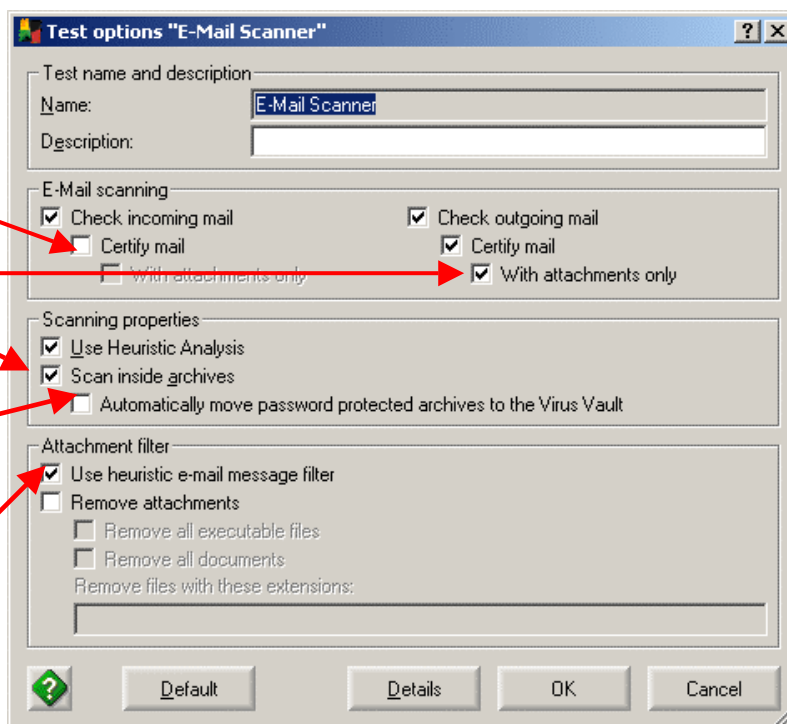 Test options "E-Mail Scanner"
Test name and description
Name: E-Mail Scanner
Description:
E-Mail scanning
Check incoming mail Check outgoing mail
Certify mail Certify mail
With attachments only With attachments only
Scanning properties
Use Heuristic Analysis
Scan inside archives
Automatically move password protected archives to the Virus Vault
Attachment filter
Use heuristic e-mail message filter
Remove attachments
Remove all executable files
Remove all documents
Remove files with these extensions:
Default Details OK Cancel